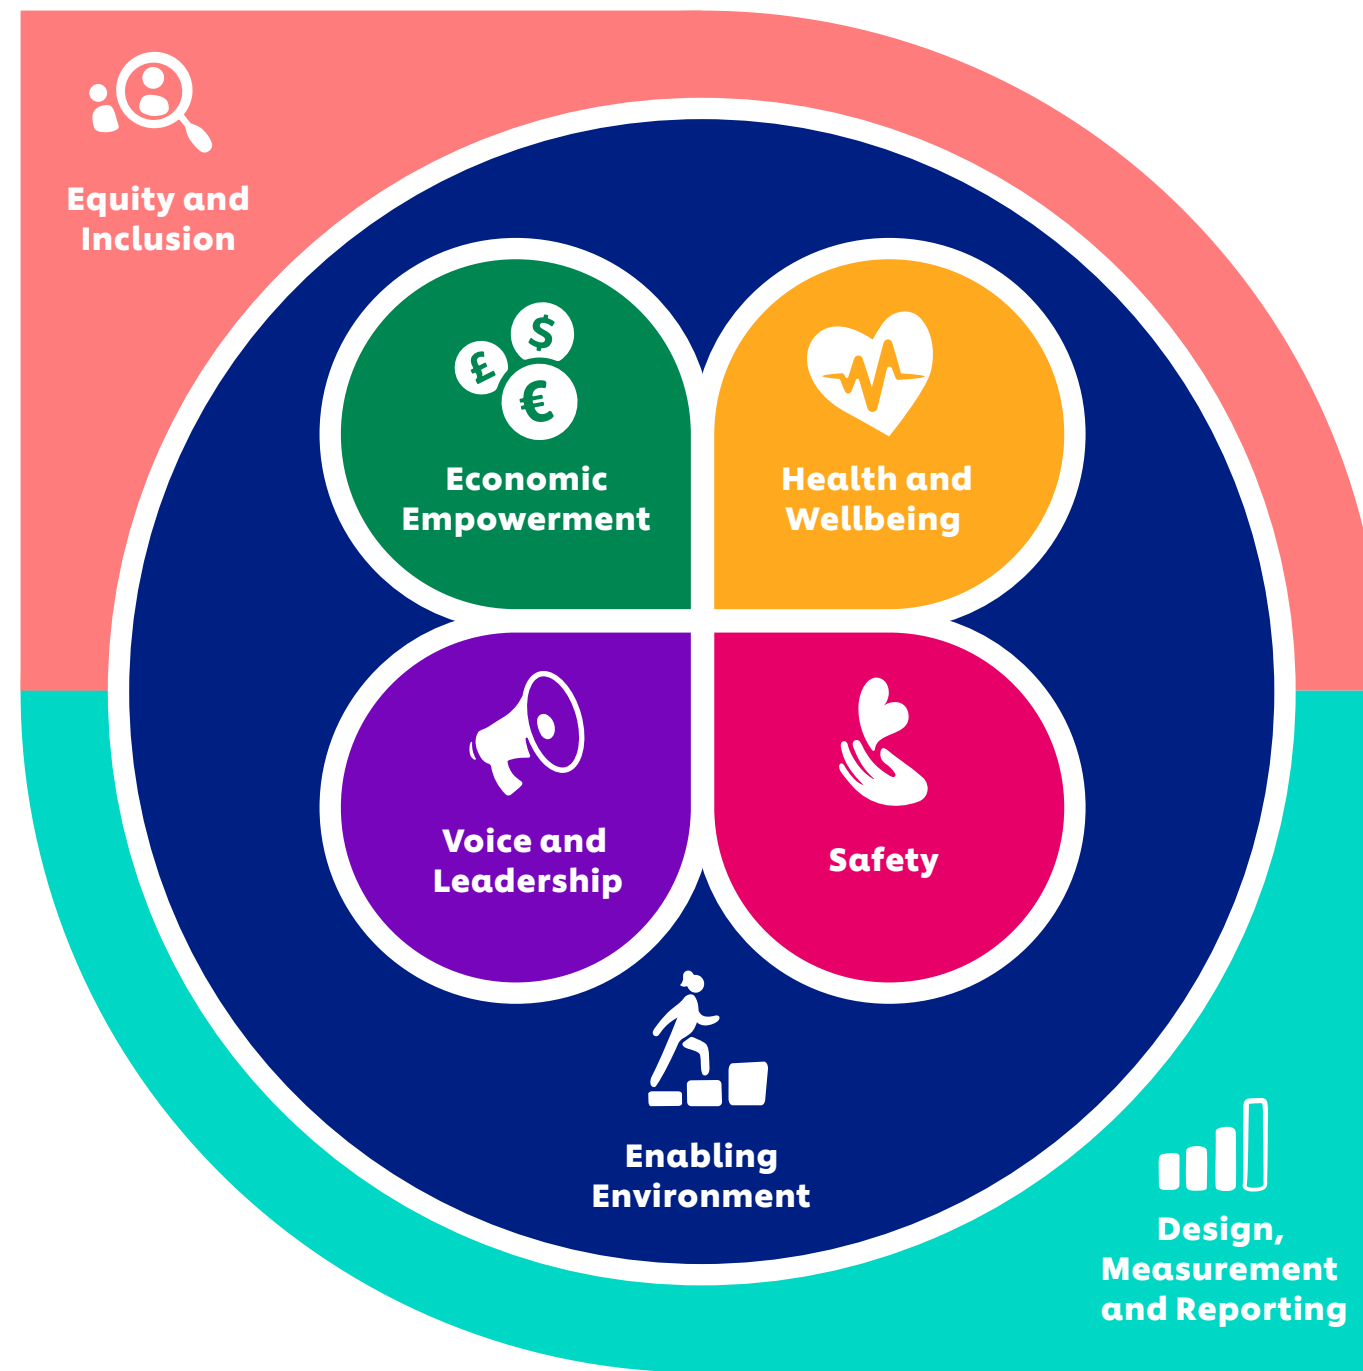 Equity and
Inclusion
$
£
€
Economic
Empowerment
Health and
Wellbeing
Voice and
Leadership
Safety
Enabling
Environment
Design,
Measurement
and Reporting